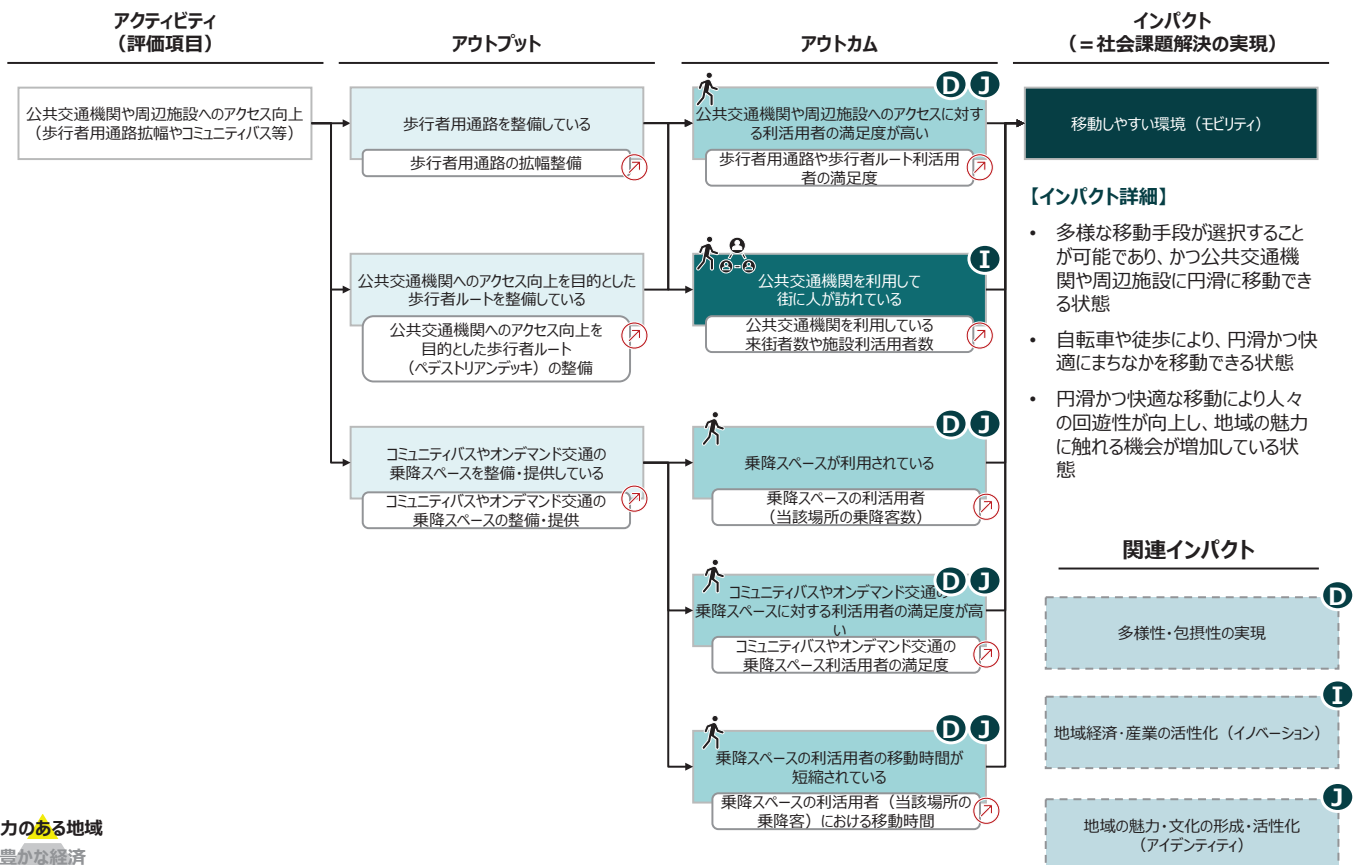 アクティビティ
（評価項目）
アウトプット
アウトカム
インパクト
（＝社会課題解決の実現）
公共交通機関や周辺施設へのアクセス向上
（歩行者用通路拡幅やコミュニティバス等）
歩行者用通路を整備している
歩行者用通路の拡幅整備
公共交通機関へのアクセス向上を目的とした
歩行者ルートを整備している
公共交通機関へのアクセス向上を
目的とした歩行者ルート
（ペデストリアンデッキ）の整備
コミュニティバスやオンデマンド交通の
乗降スペースを整備・提供している
コミュニティバスやオンデマンド交通の
乗降スペースの整備・提供
D J
公共交通機関や周辺施設へのアクセスに対す
る利活用者の満足度が高い
歩行者用通路や歩行者ルート利活用
者の満足度
I
公共交通機関を利用して
街に人が訪れている
公共交通機関を利用している
来街者数や施設利活用者数
D J
乗降スペースが利用されている
乗降スペースの利活用者
（当該場所の乗降客数）
D J
コミュニティバスやオンデマンド交通の
乗降スペースに対する利活用者の満足度が高
い
コミュニティバスやオンデマンド交通の
乗降スペース利活用者の満足度
D J
乗降スペースの利活用者の移動時間が
短縮されている
乗降スペースの利活用者（当該場所の
乗降客）における移動時間
移動しやすい環境（モビリティ）
【インパクト詳細】
• 多様な移動手段が選択すること
が可能であり、かつ公共交通機
関や周辺施設に円滑に移動でき
る状態
• 自転車や徒歩により、円滑かつ快
適にまちなかを移動できる状態
• 円滑かつ快適な移動により人々
の回遊性が向上し、地域の魅力
に触れる機会が増加している状
態
関連インパクト
D
多様性・包摂性の実現
I
地域経済・産業の活性化（イノベーション）
J
地域の魅力・文化の形成・活性化
（アイデンティティ）
力のある地域
豊かな経済